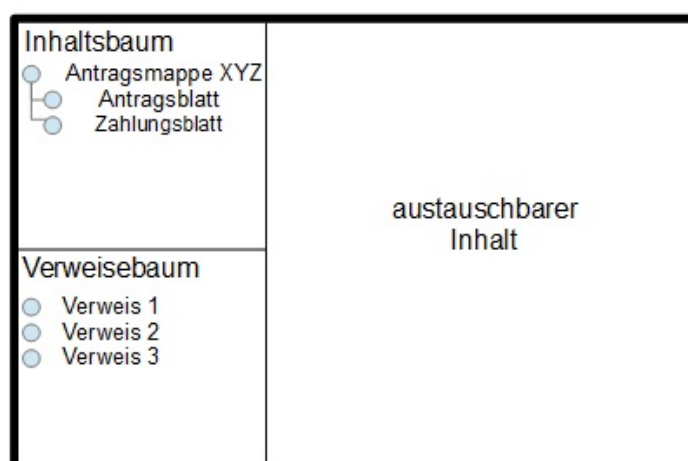 Inhaltsbaum
Antragsmappe XYZ
Antragsblatt
Zahlungsblatt
austauschbarer
Inhalt
Verweisebaum
Verweis 1
Verweis 2
Verweis 3